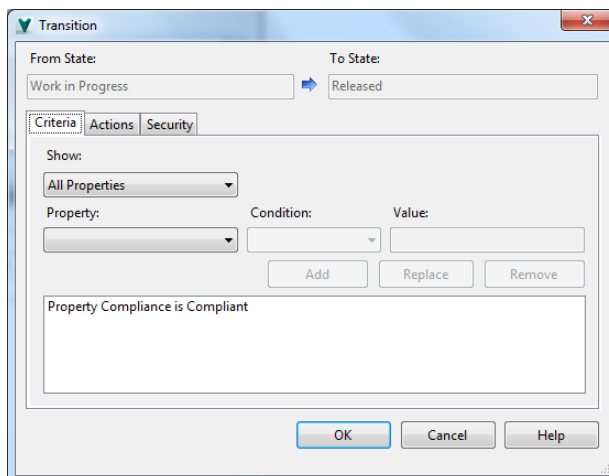 Transition
From State:
To State:
Work in Progress
Released
Criteria Actions Security
Show:
All Properties
Property:
Condition:
Value:
Add
Replace
Remove
Property Compliance is Compliant
OK
Cancel
Help